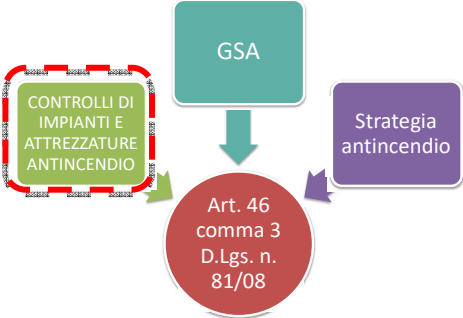 GSA
CONTROLLI DI
IMPIANTI E
ATTREZZATURE
ANTINCENDIO
Strategia
antincendio
Art. 46
comma 3
D.Lgs. n.
81/08